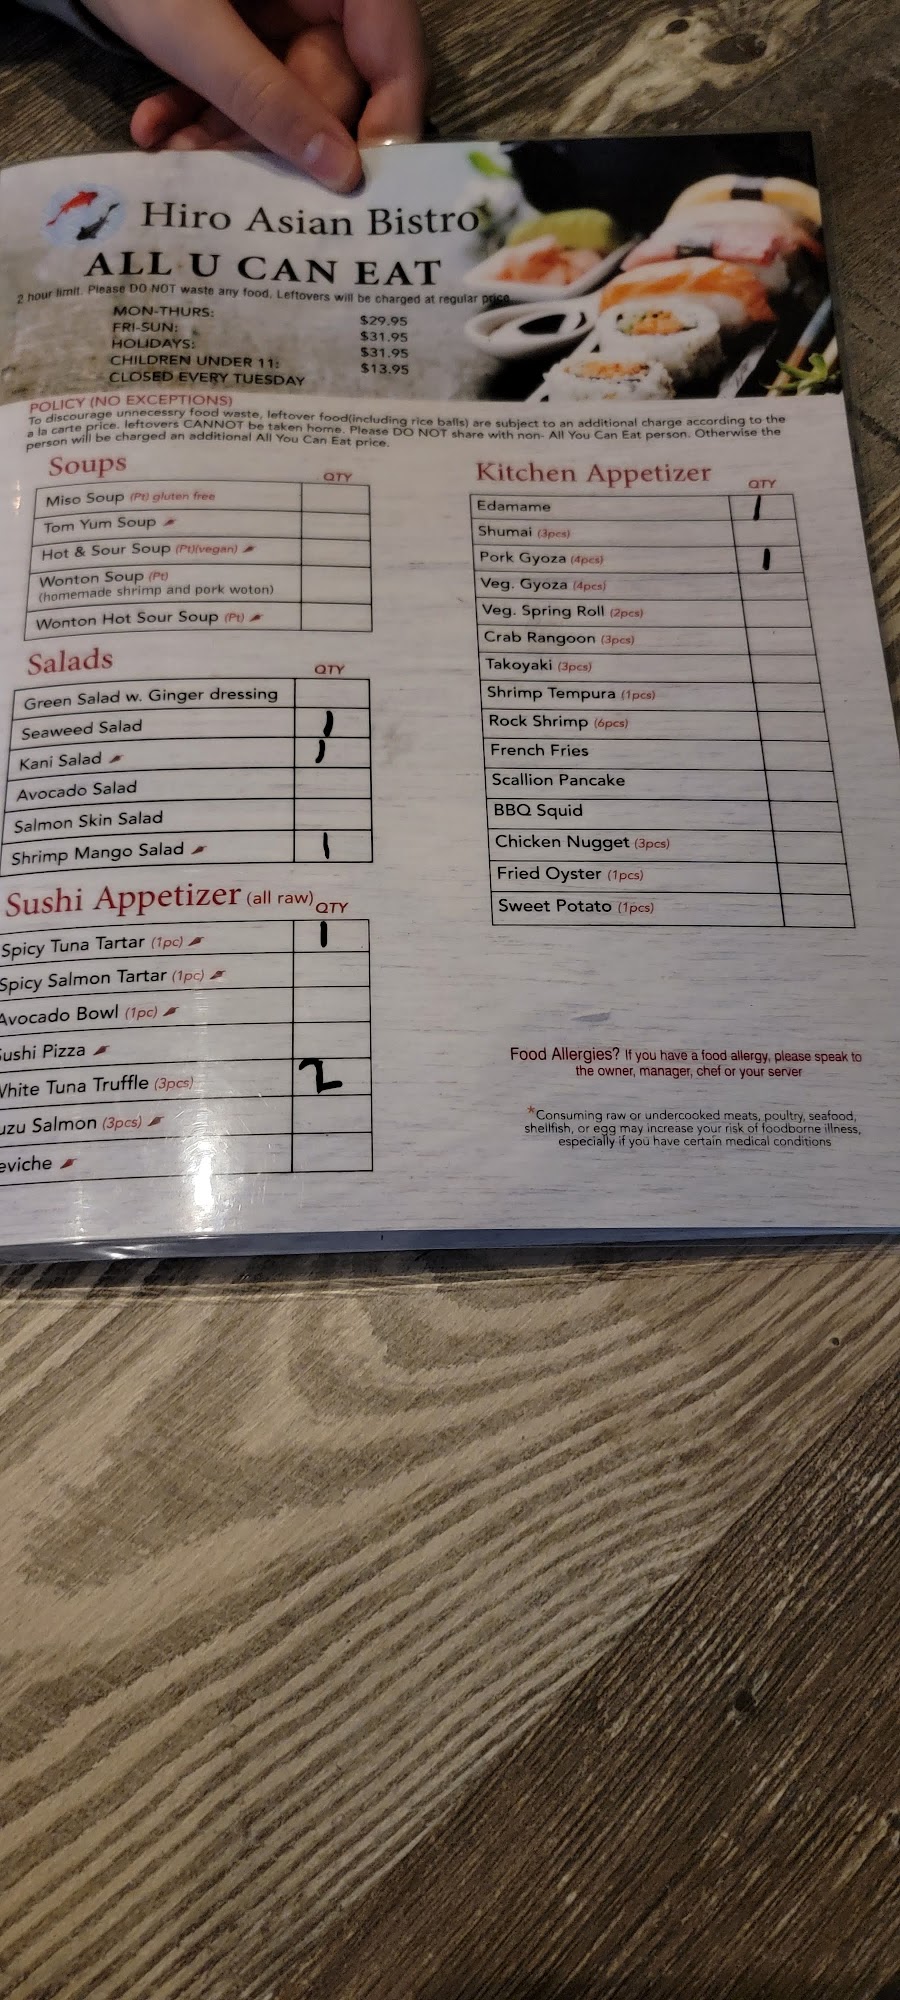 Hiro Asian Bistro
ALL U CAN EAT
2 hour limit. Please DO NOT waste any food. Leftovers will be charged at regular price
MON-THURS: $29.95
FRI-SUN: $31.95
HOLIDAYS: $31.95
CHILDREN UNDER 11: $13.95
CLOSED EVERY TUESDAY
POLICY (NO EXCEPTIONS)
To discourage unnecessry food waste, leftover food(including rice balls) are subject to an additional charge according to the
a la carte price. leftovers CANNOT be taken home. Please DO NOT share with non- All You Can Eat person. Otherwise the
person will be charged an additional All You Can Eat price.
Soups QTY
Miso Soup (Pt) gluten free
Tom Yum Soup
Hot & Sour Soup (Pt)(vegan)
Wonton Soup (Pt)
(homemade shrimp and pork woton)
Wonton Hot Sour Soup (Pt)
Salads QTY
Green Salad w. Ginger dressing
Seaweed Salad 1
Kani Salad 1
Avocado Salad
Salmon Skin Salad
Shrimp Mango Salad 1
Sushi Appetizer (all raw) QTY
Spicy Tuna Tartar (1pc) 1
Spicy Salmon Tartar (1pc)
Avocado Bowl (1pc)
ushi Pizza
White Tuna Truffle (3pcs) 2
uzu Salmon (3pcs)
eviche
Kitchen Appetizer QTY
Edamame 1
Shumai (3pcs)
Pork Gyoza (4pcs) 1
Veg. Gyoza (4pcs)
Veg. Spring Roll (2pcs)
Crab Rangoon (3pcs)
Takoyaki (3pcs)
Shrimp Tempura (1pcs)
Rock Shrimp (6pcs)
French Fries
Scallion Pancake
BBQ Squid
Chicken Nugget (3pcs)
Fried Oyster (1pcs)
Sweet Potato (1pcs)
Food Allergies? If you have a food allergy, please speak to
the owner, manager, chef or your server
*Consuming raw or undercooked meats, poultry, seafood,
shellfish, or egg may increase your risk of foodborne illness,
especially if you have certain medical conditions